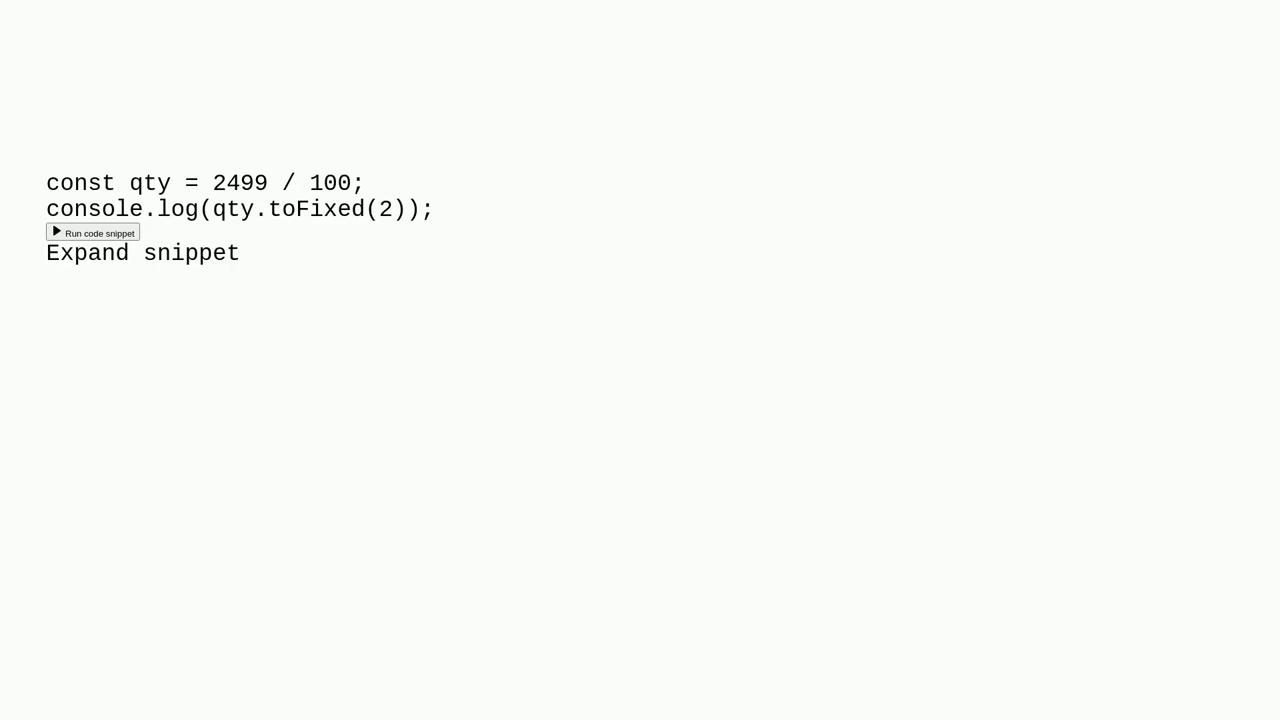 const qty = 2499 / 100;
console.log(qty.toFixed(2));
Run code snippet
Expand snippet